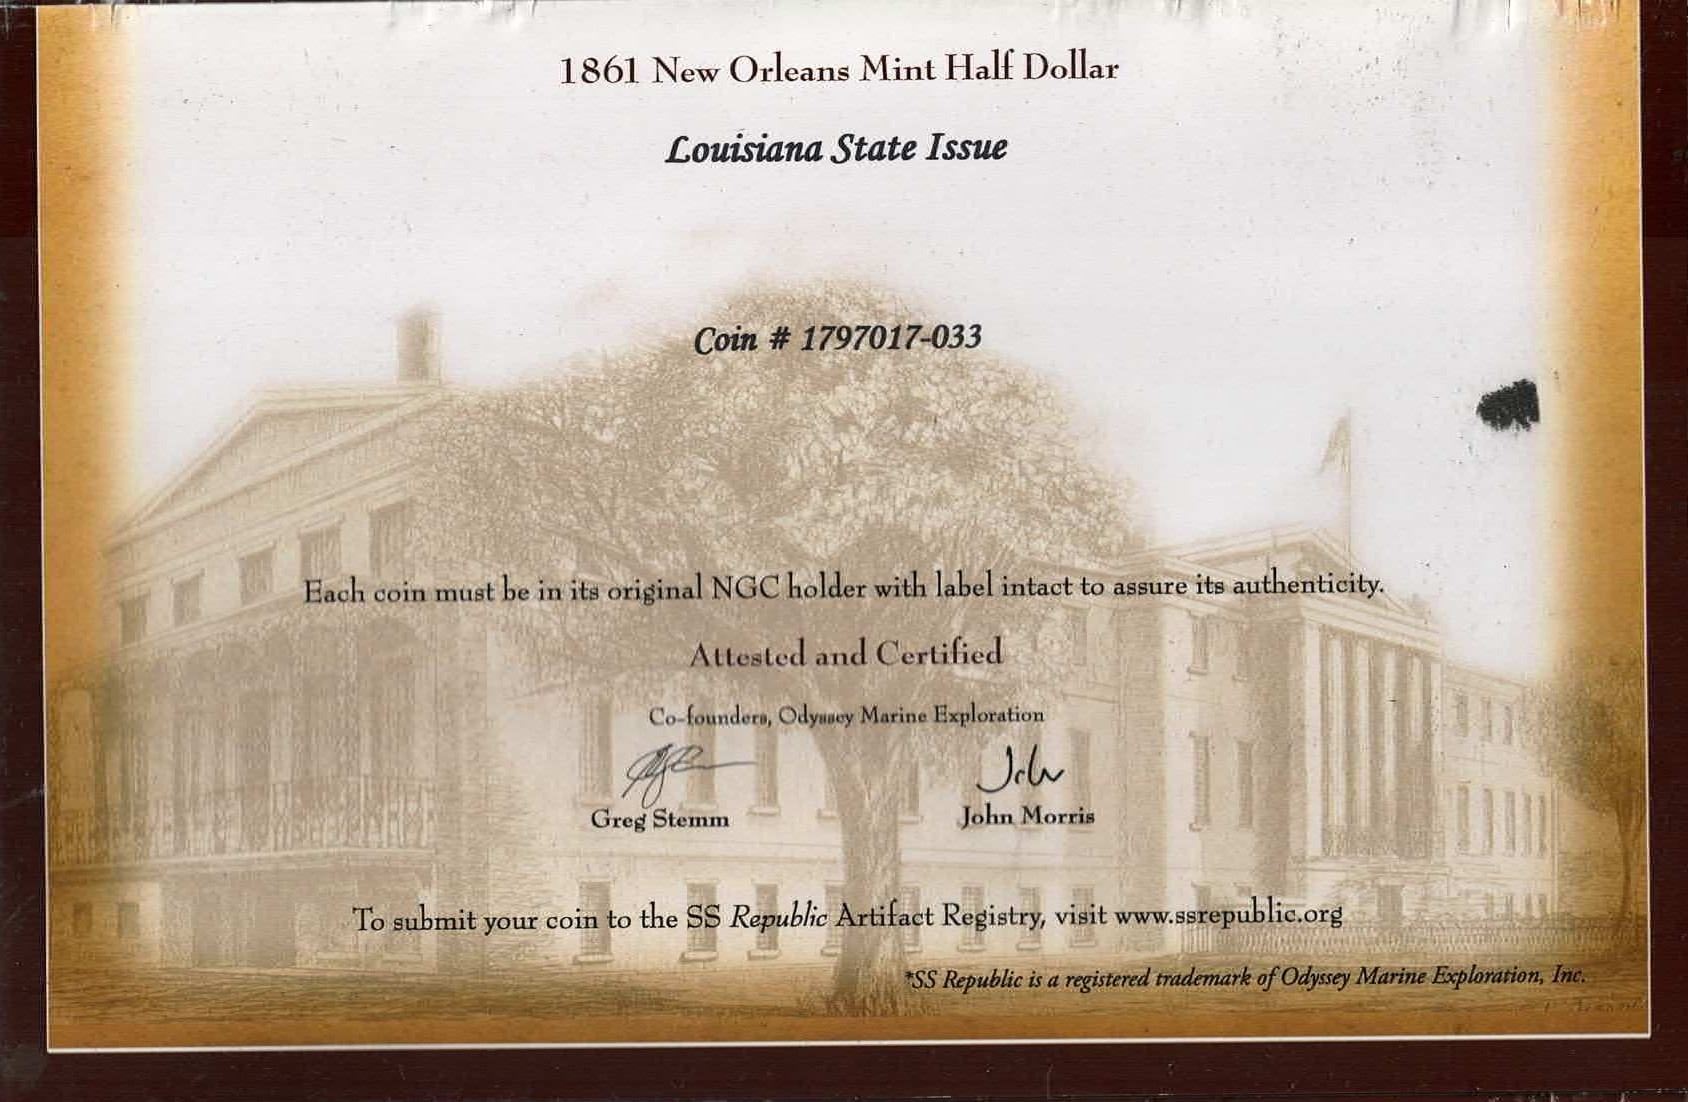 1861 New Orleans Mint Half Dollar
Louisiana State Issue
Coin # 1797017-033
Each coin must be in its original NGC holder with label intact to assure its authenticity.
Attested and Certified
Co-founders, Odyssey Marine Exploration
Greg Stemm John Morris
To submit your coin to the SS Republic Artifact Registry, visit www.ssrepublic.org
*SS Republic is a registered trademark of Odyssey Marine Exploration, Inc.